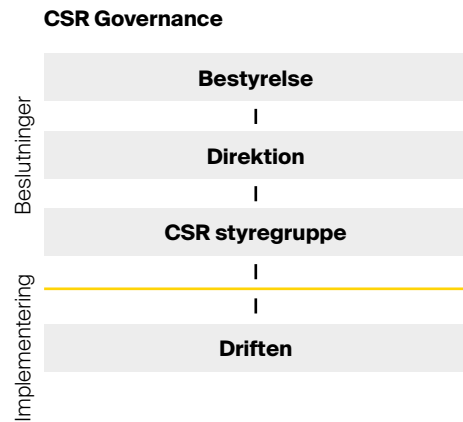 CSR Governance
Beslutninger
Bestyrelse
Direktion
CSR styregruppe
Implementering
Driften